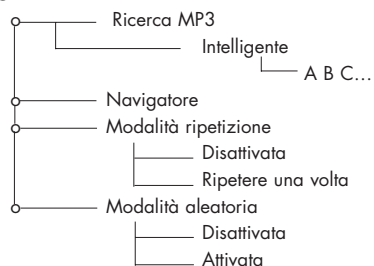 Ricerca MP3
Intelligente
A B C...
Navigatore
Modalità ripetizione
Disattivata
Ripetere una volta
Modalità aleatoria
Disattivata
Attivata